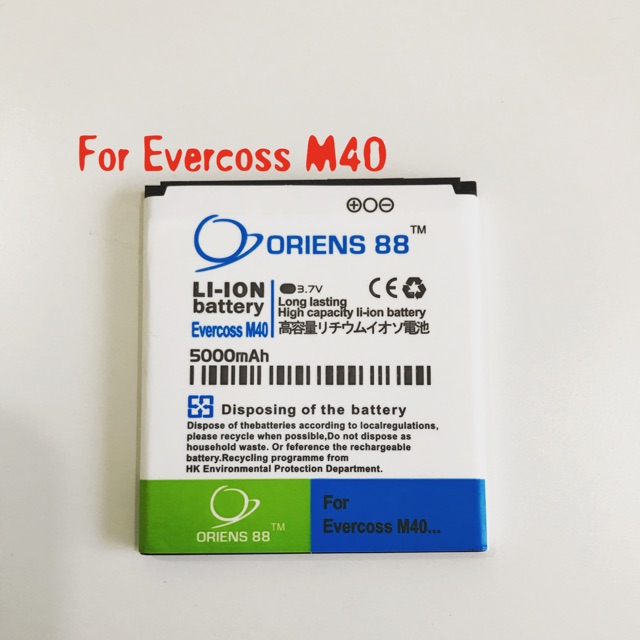 For Evercoss M40
ORIENS 88™
LI-ION
battery
3.7V
Long lasting
High capacity li-ion battery
Evercoss M40
高容量リチウムイオソ電池
CE
5000mAh
Disposing of the battery
Dispose of thebatteries according to localregulations,
please recycle when possible,Do not dispose as
household waste. Or reference the rechargeable
battery.Recycling programme from
HK Environmental Protection Department.
ORIENS 88™
For
Evercoss M40...